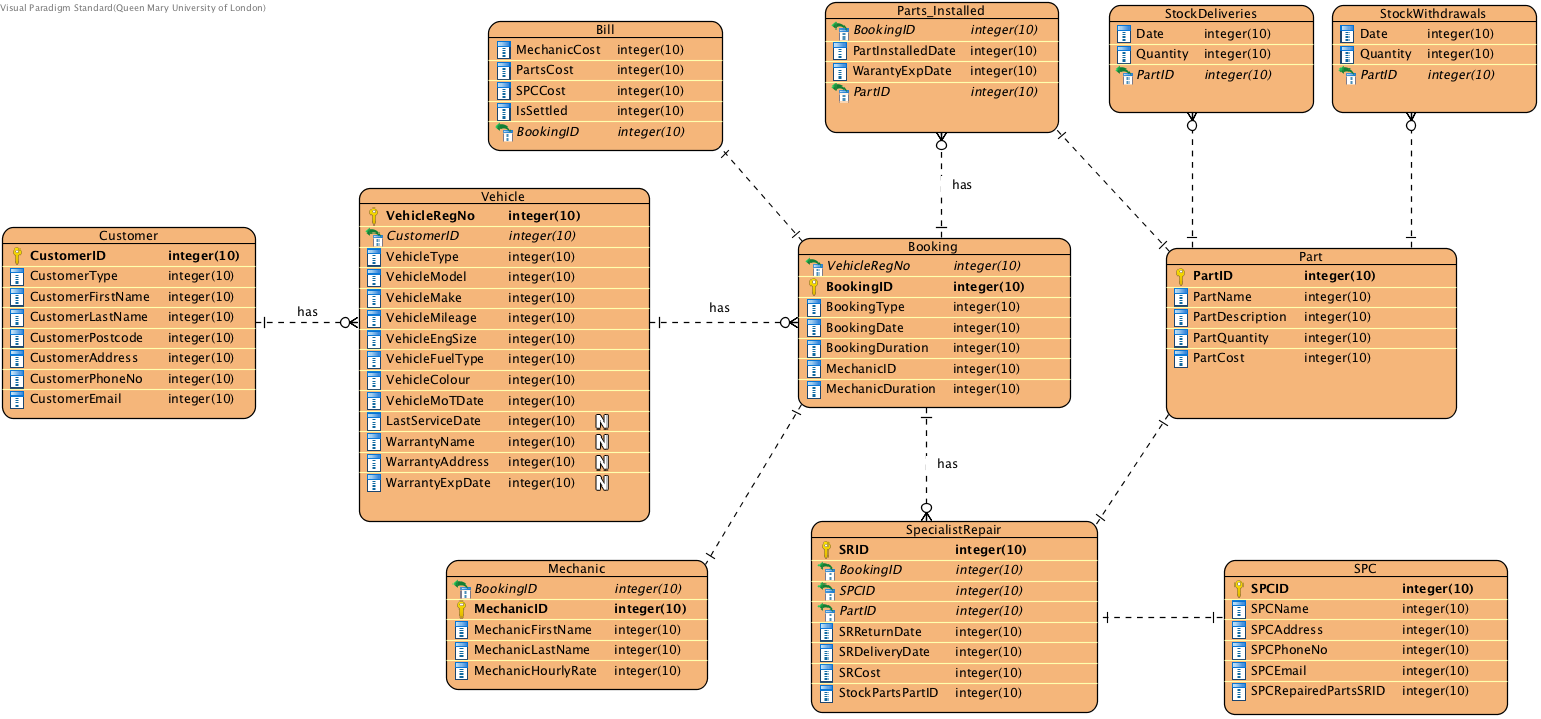 Visual Paradigm Standard(Queen Mary University of London)
Bill
MechanicCost integer(10)
PartsCost integer(10)
SPCCost integer(10)
IsSettled integer(10)
BookingID integer(10)
Parts_Installed
BookingID integer(10)
PartInstalledDate integer(10)
WarantyExpDate integer(10)
PartID integer(10)
StockDeliveries
Date integer(10)
Quantity integer(10)
PartID integer(10)
StockWithdrawals
Date integer(10)
Quantity integer(10)
PartID integer(10)
Customer
CustomerID integer(10)
CustomerType integer(10)
CustomerFirstName integer(10)
CustomerLastName integer(10)
CustomerPostcode integer(10)
CustomerAddress integer(10)
CustomerPhoneNo integer(10)
CustomerEmail integer(10)
has
Vehicle
VehicleRegNo integer(10)
CustomerID integer(10)
VehicleType integer(10)
VehicleModel integer(10)
VehicleMake integer(10)
VehicleMileage integer(10)
VehicleEngSize integer(10)
VehicleFuelType integer(10)
VehicleColour integer(10)
VehicleMoTDate integer(10)
LastServiceDate integer(10) N
WarrantyName integer(10) N
WarrantyAddress integer(10) N
WarrantyExpDate integer(10) N
has
has
Booking
VehicleRegNo integer(10)
BookingID integer(10)
BookingType integer(10)
BookingDate integer(10)
BookingDuration integer(10)
MechanicID integer(10)
MechanicDuration integer(10)
Part
PartID integer(10)
PartName integer(10)
PartDescription integer(10)
PartQuantity integer(10)
PartCost integer(10)
has
Mechanic
BookingID integer(10)
MechanicID integer(10)
MechanicFirstName integer(10)
MechanicLastName integer(10)
MechanicHourlyRate integer(10)
SpecialistRepair
SRID integer(10)
BookingID integer(10)
SPCID integer(10)
PartID integer(10)
SRReturnDate integer(10)
SRDeliveryDate integer(10)
SRCost integer(10)
StockPartsPartID integer(10)
SPC
SPCID integer(10)
SPCName integer(10)
SPCAddress integer(10)
SPCPhoneNo integer(10)
SPCEmail integer(10)
SPCRepairedPartsSRID integer(10)